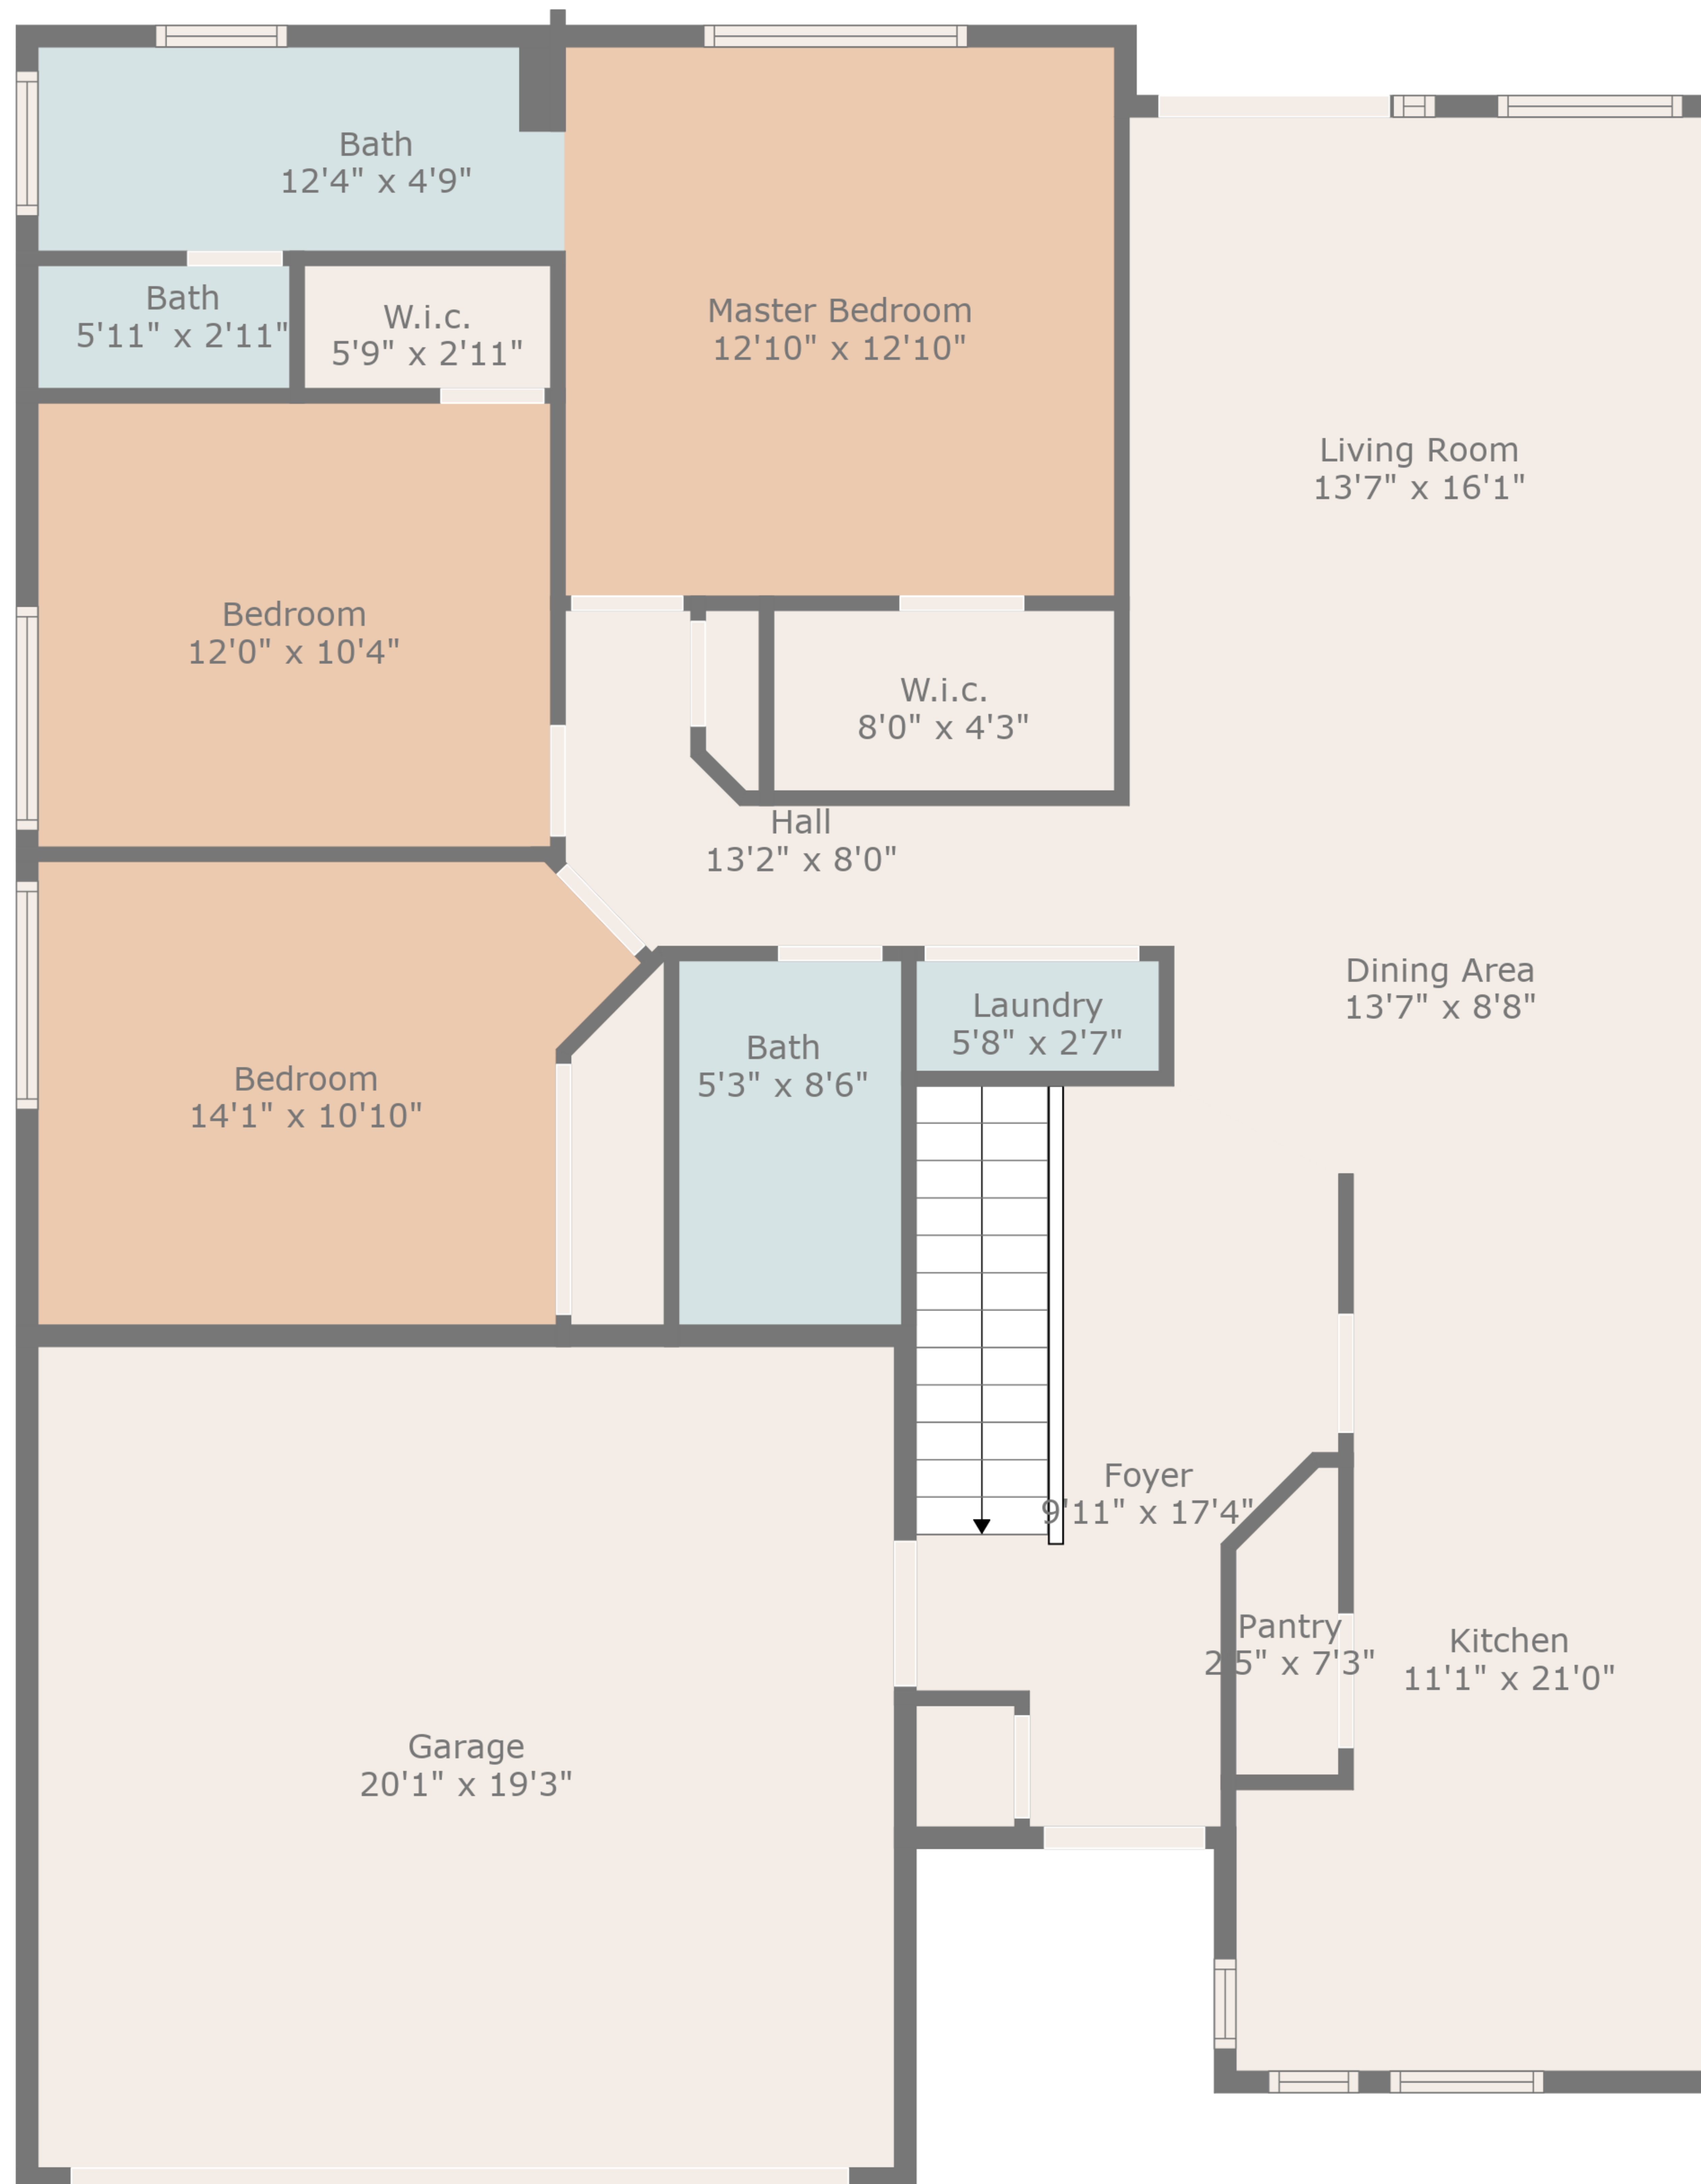 Bath
12'4" x 4'9"
Bath
5'11" x 2'11"
W.i.c.
5'9" x 2'11"
Master Bedroom
12'10" x 12'10"
Living Room
13'7" x 16'1"
Bedroom
12'0" x 10'4"
W.i.c.
8'0" x 4'3"
Hall
13'2" x 8'0"
Dining Area
13'7" x 8'8"
Laundry
5'8" x 2'7"
Bath
5'3" x 8'6"
Bedroom
14'1" x 10'10"
Foyer
9'11" x 17'4"
Pantry
2'5" x 7'3"
Kitchen
11'1" x 21'0"
Garage
20'1" x 19'3"